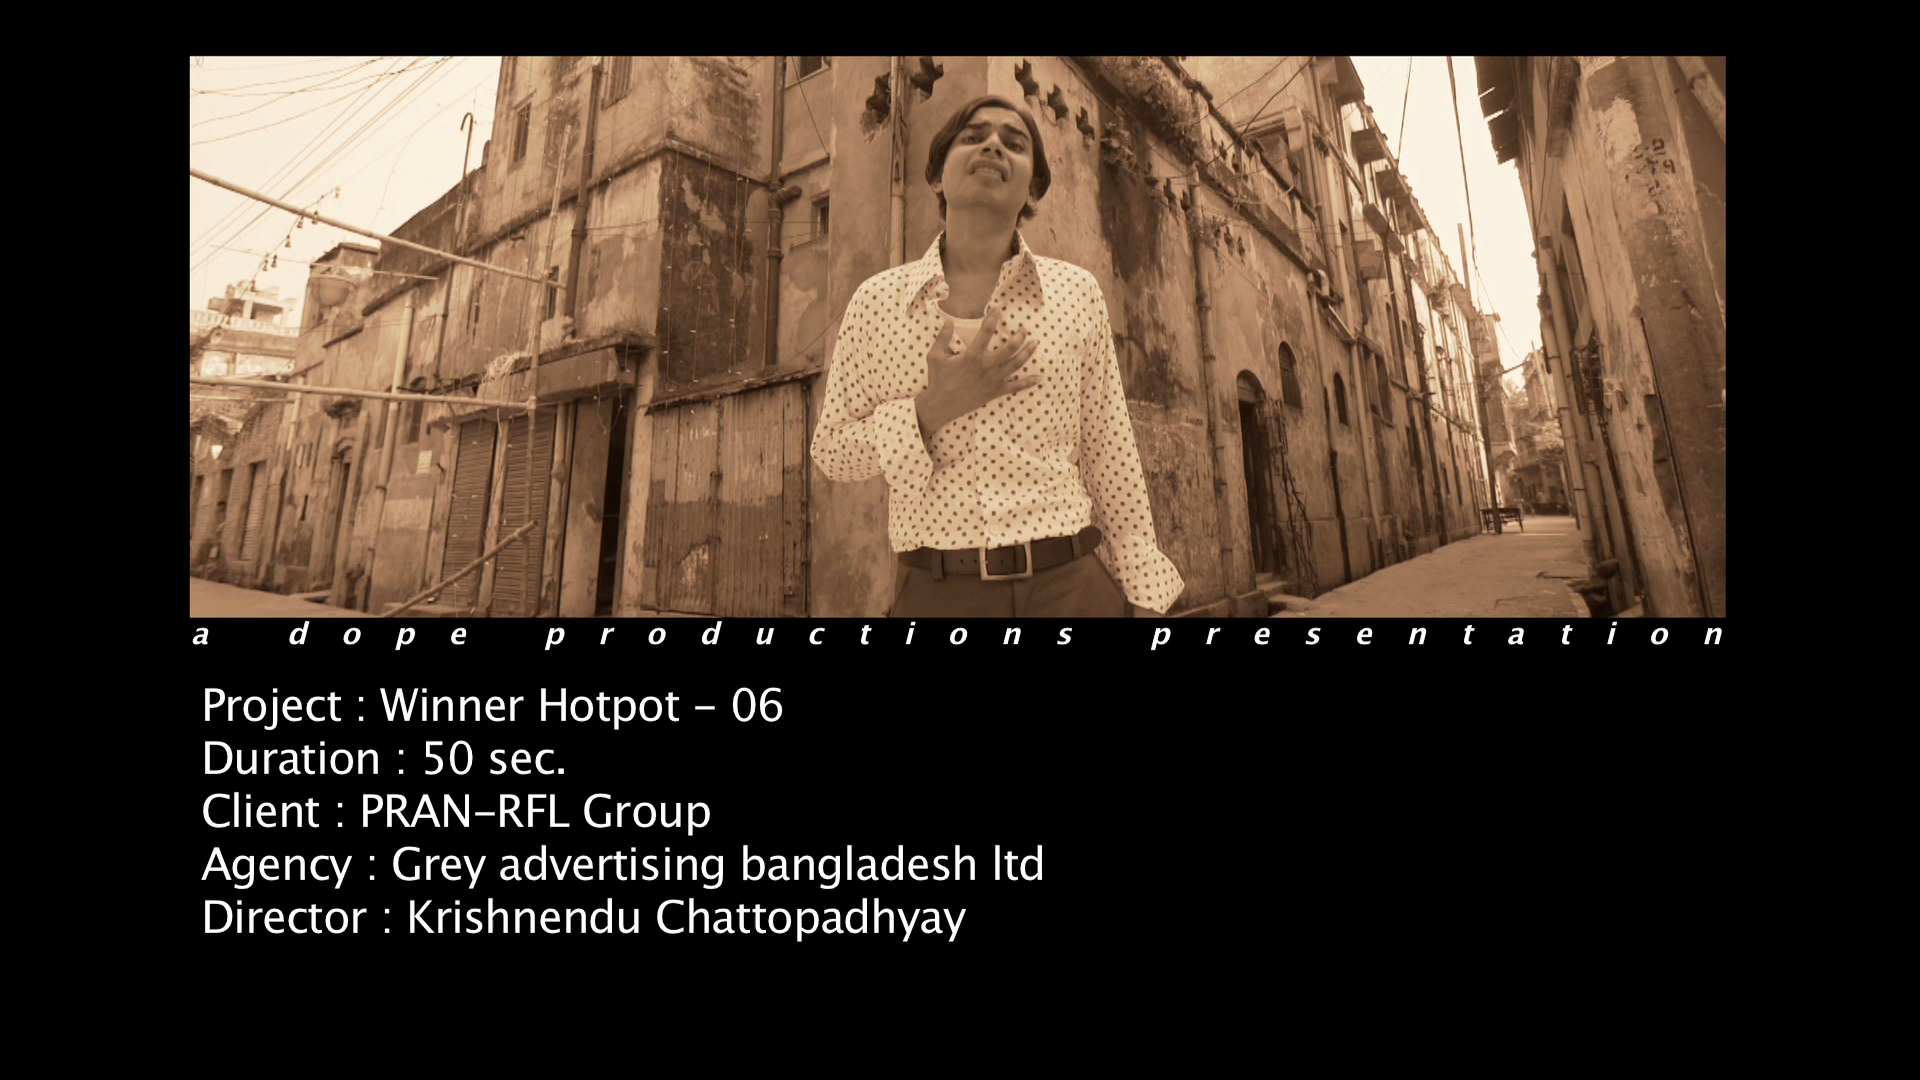 a dope productions presentation
Project : Winner Hotpot - 06
Duration : 50 sec.
Client : PRAN-RFL Group
Agency : Grey advertising bangladesh ltd
Director : Krishnendu Chattopadhyay